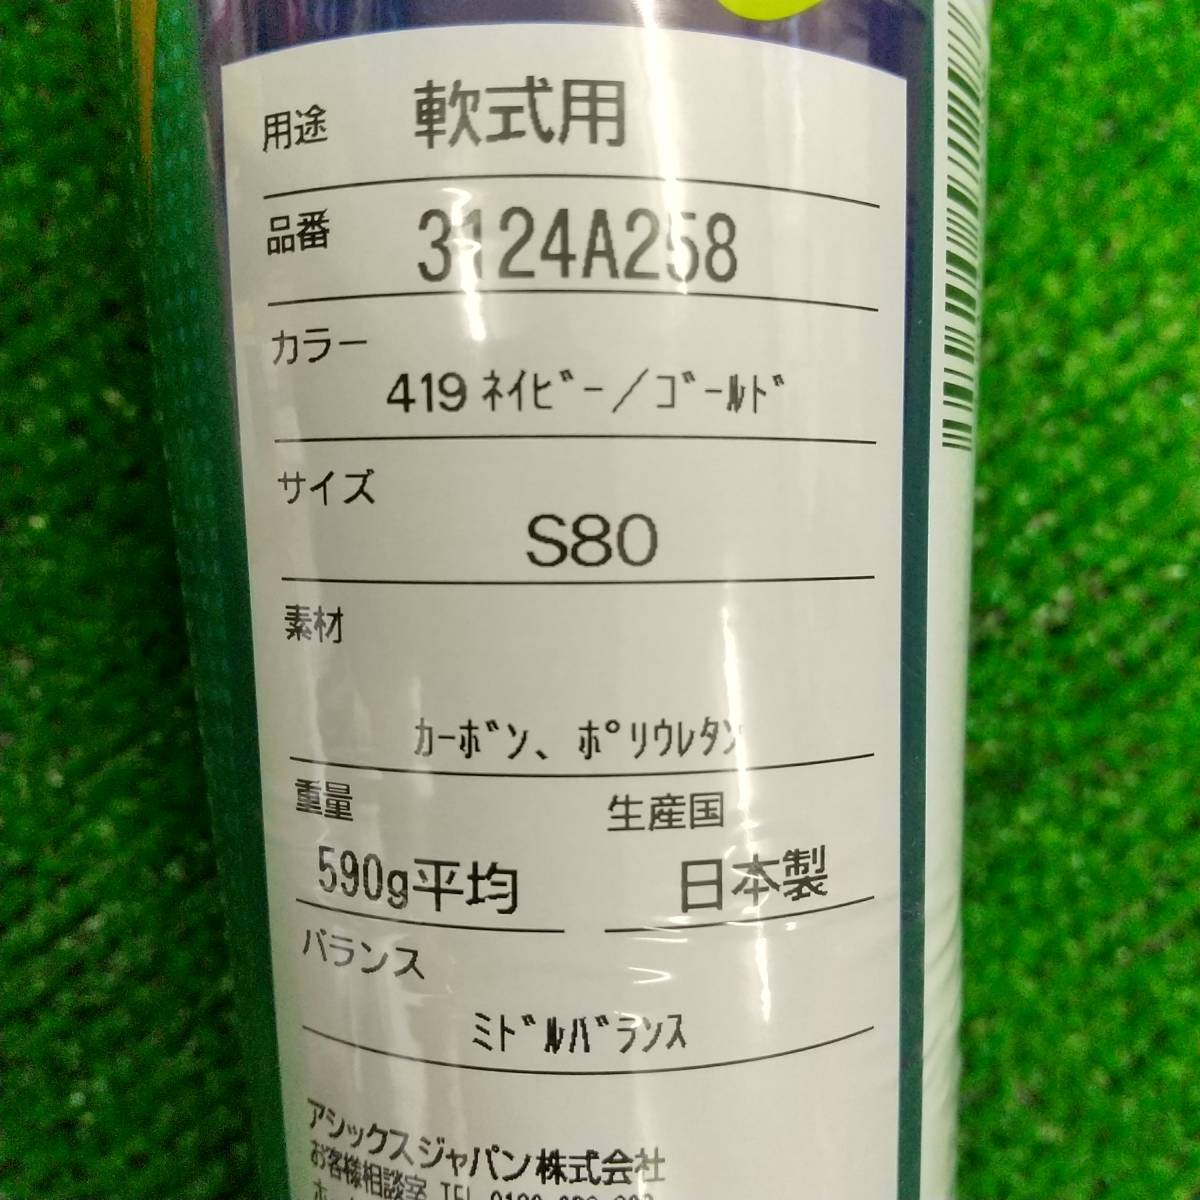 用途 軟式用
品番 3124A258
カラー
419 ﾈｲﾋﾞｰ／ｺﾞｰﾙﾄﾞ
サイズ
S80
素材
ｶｰﾎﾞﾝ、ﾎﾟﾘｳﾚﾀﾝ
重量 生産国
590g平均 日本製
バランス
ﾐﾄﾞﾙﾊﾞﾗﾝｽ
アシックスジャパン株式会社
お客様相談室 TEL